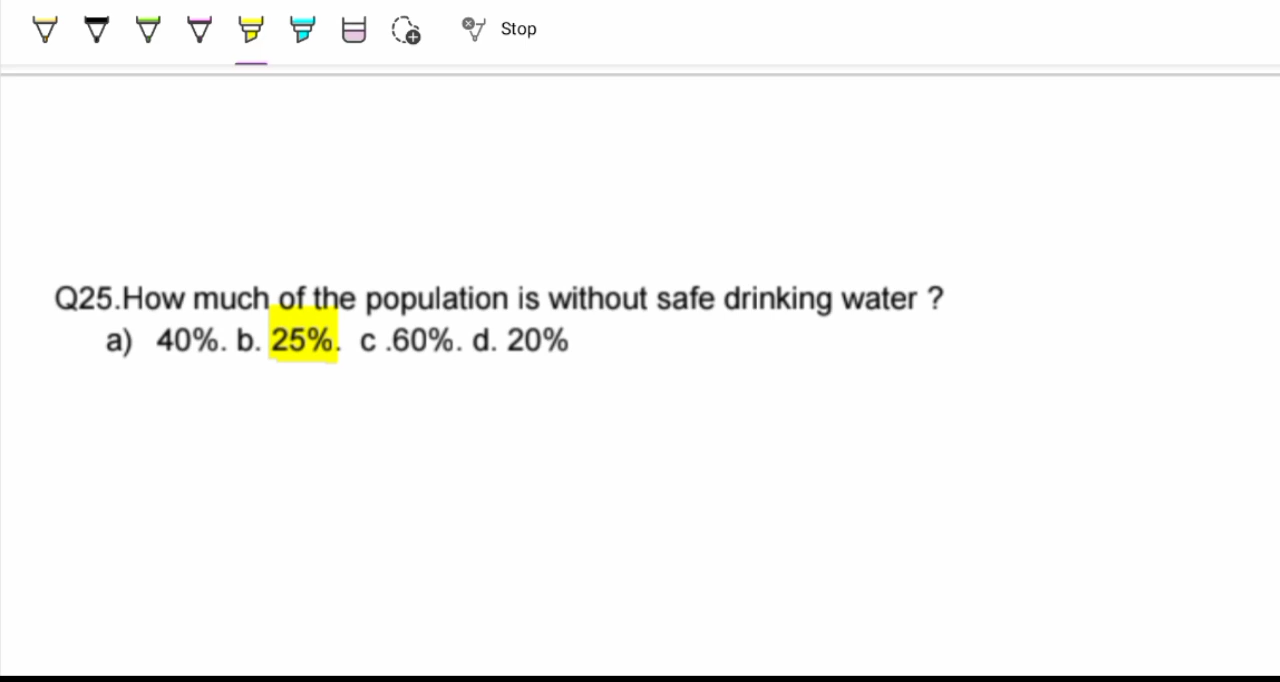 Stop
Q25.How much of the population is without safe drinking water ?
a) 40%. b. 25%. c .60%. d. 20%